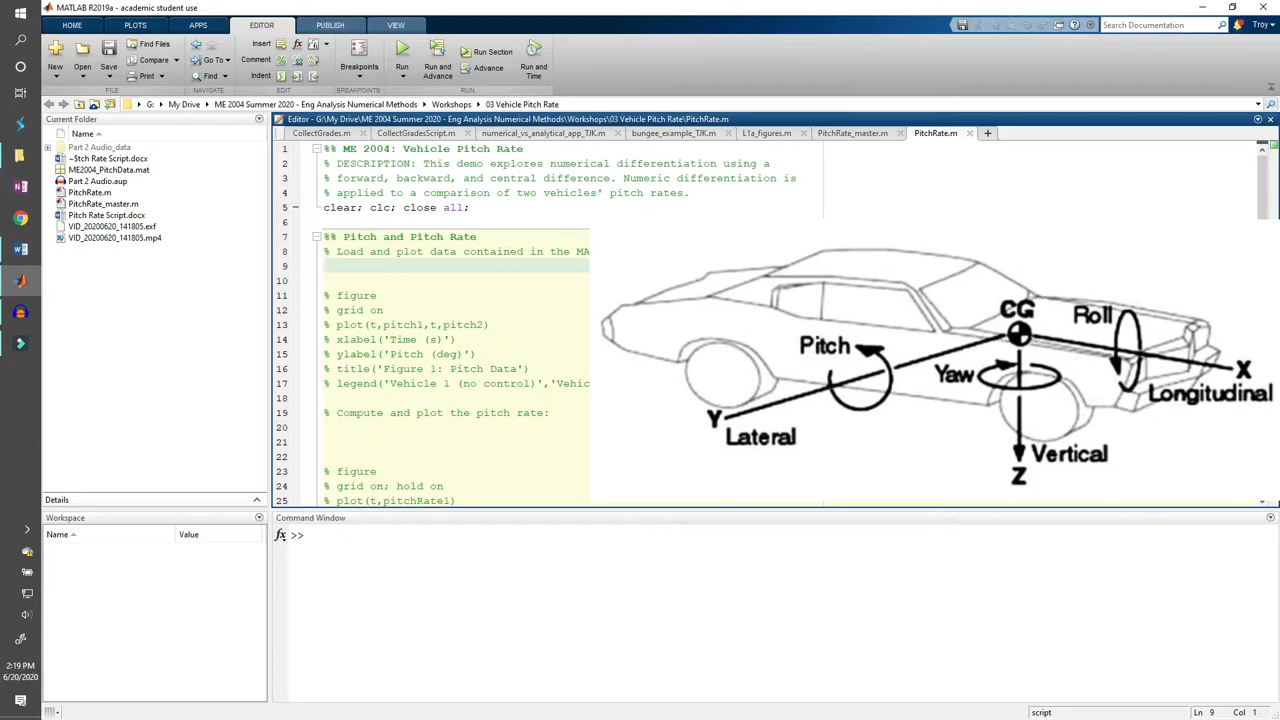 MATLAB R2019a - academic student use
HOME PLOTS APPS EDITOR PUBLISH VIEW
Search Documentation
Troy
New Open Save Find Files Compare Print
Go To Find
Insert Comment Indent
Breakpoints
Run Run and Advance Run Section Advance Run and Time
FILE NAVIGATE EDIT BREAKPOINTS RUN
G: My Drive ME 2004 Summer 2020 - Eng Analysis Numerical Methods Workshops 03 Vehicle Pitch Rate
Current Folder
Name
Part 2 Audio_data
~$tch Rate Script.docx
ME2004_PitchData.mat
Part 2 Audio.aup
PitchRate.m
PitchRate_master.m
Pitch Rate Script.docx
VID_20200620_141805.exf
VID_20200620_141805.mp4
Details
Workspace
Name Value
Editor - G:\My Drive\ME 2004 Summer 2020 - Eng Analysis Numerical Methods\Workshops\03 Vehicle Pitch Rate\PitchRate.m
CollectGrades.m CollectGradesScript.m numerical_vs_analytical_app_TJK.m bungee_example_TJK.m L1a_figures.m PitchRate_master.m PitchRate.m
1 %% ME 2004: Vehicle Pitch Rate
2 % DESCRIPTION: This demo explores numerical differentiation using a
3 % forward, backward, and central difference. Numeric differentiation is
4 % applied to a comparison of two vehicles' pitch rates.
5 clear; clc; close all;
6
7 %% Pitch and Pitch Rate
8 % Load and plot data contained in the MA
9
10
11 % figure
12 % grid on
13 % plot(t,pitch1,t,pitch2)
14 % xlabel('Time (s)')
15 % ylabel('Pitch (deg)')
16 % title('Figure 1: Pitch Data')
17 % legend('Vehicle 1 (no control)','Vehic
18
19 % Compute and plot the pitch rate:
20
21
22
23 % figure
24 % grid on; hold on
25 % plot(t,pitchRate1)
CG
Roll
Pitch
Yaw
X
Longitudinal
Y
Lateral
Vertical
Z
Command Window
fx >>
2:19 PM
6/20/2020
script
Ln 9 Col 1